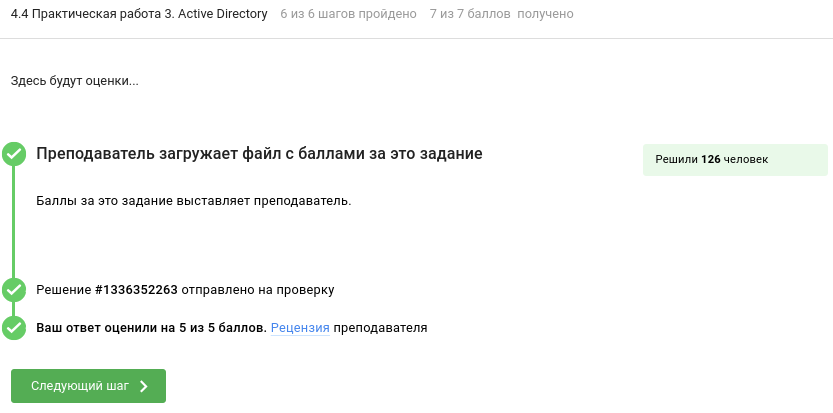 4.4 Практическая работа 3. Active Directory 6 из 6 шагов пройдено 7 из 7 баллов получено
Здесь будут оценки...
Преподаватель загружает файл с баллами за это задание
Решили 126 человек
Баллы за это задание выставляет преподаватель.
Решение #1336352263 отправлено на проверку
Ваш ответ оценили на 5 из 5 баллов. Рецензия преподавателя
Следующий шаг